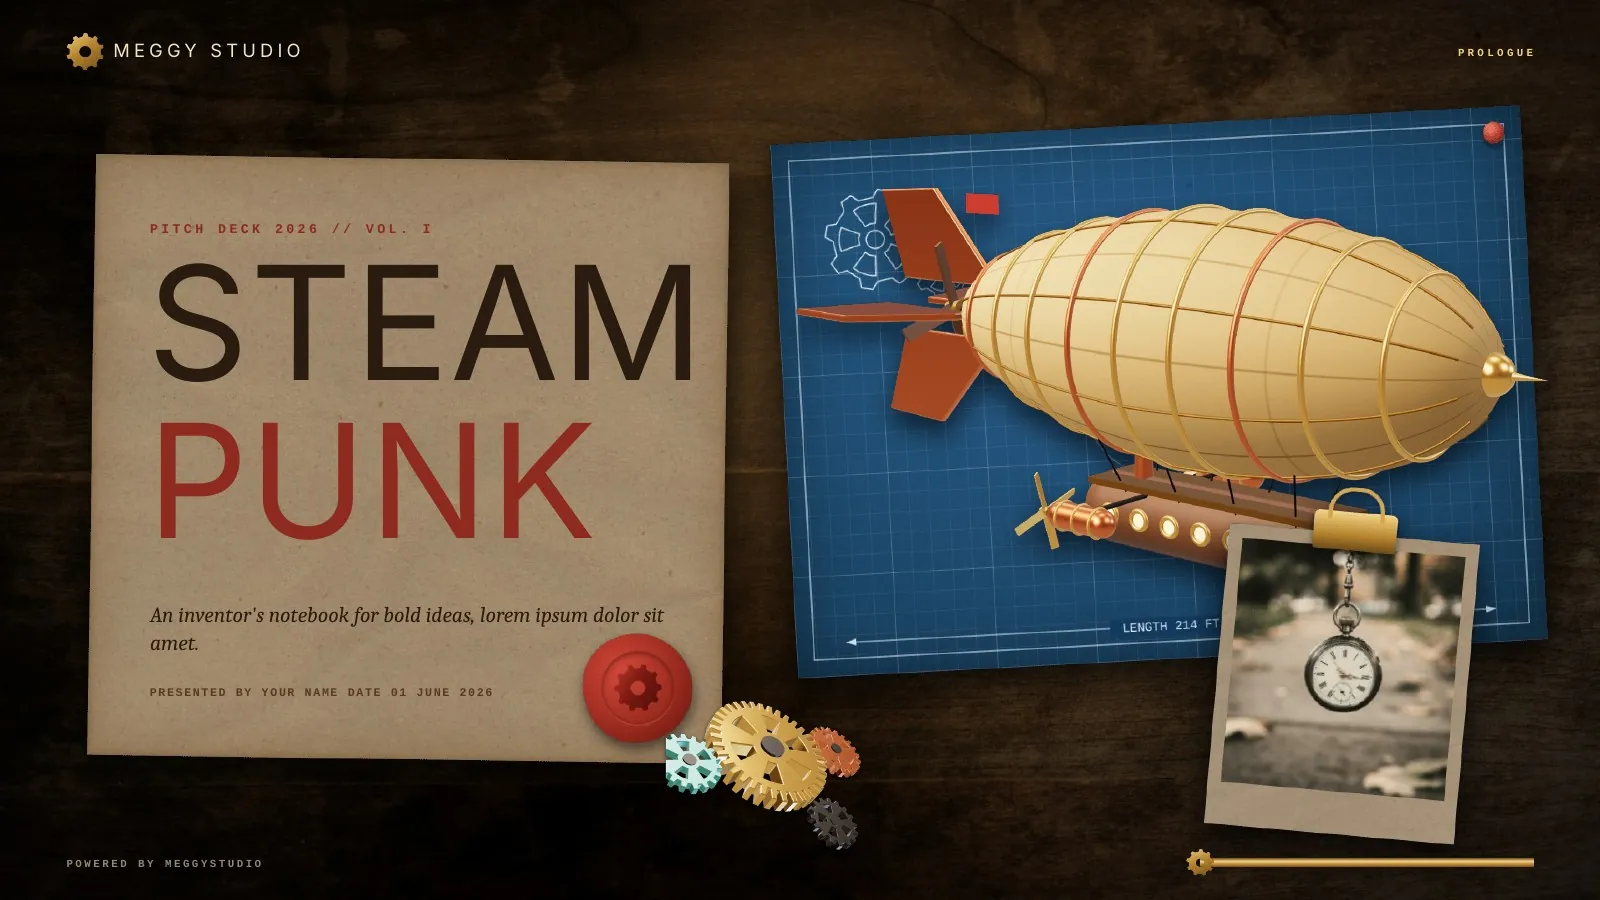 MEGGY STUDIO
PROLOGUE
PITCH DECK 2026 // VOL. I
STEAM
PUNK
An inventor's notebook for bold ideas, lorem ipsum dolor sit
amet.
PRESENTED BY YOUR NAME DATE 01 JUNE 2026
LENGTH 214 FT
POWERED BY MEGGYSTUDIO